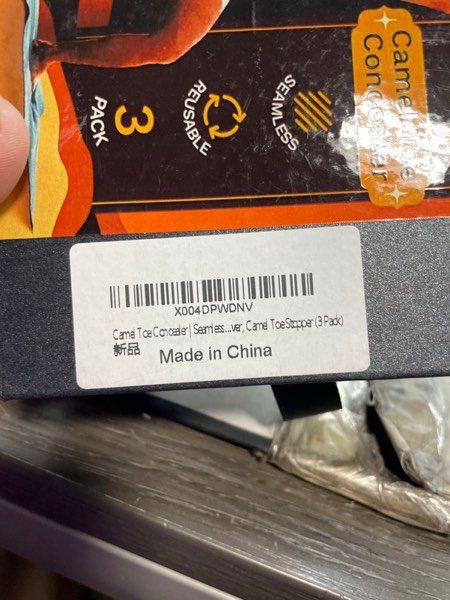 Camel Toe
Concealer
SEAMLESS
REUSABLE
3
PACK
X004DPWDNV
Camel Toe Concealer | Seamless...ver, Camel Toe Stopper (3 Pack)
新品
Made in China